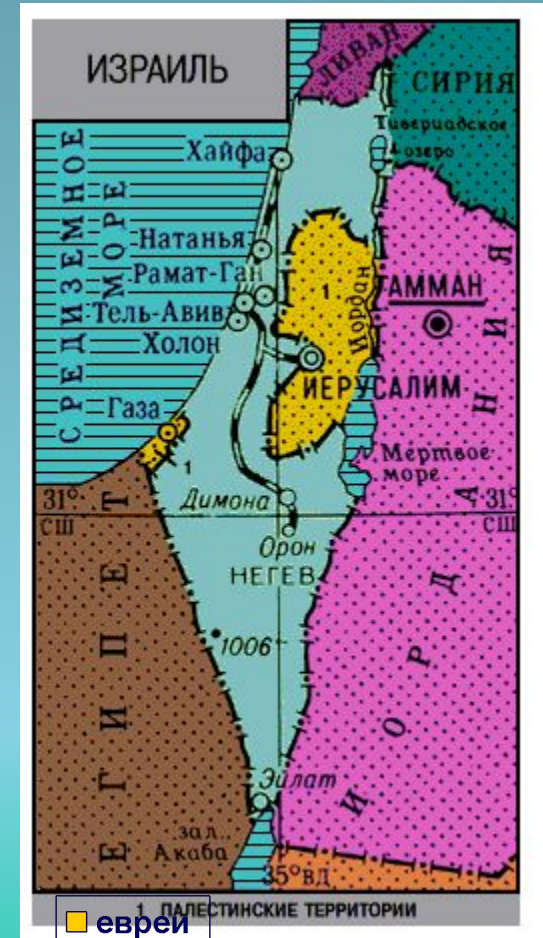 ИЗРАИЛЬ
ЛИВАН
СИРИЯ
Тивериадское
озеро
Хайфа
СРЕДИЗЕМНОЕ
МОРЕ
Натанья
Рамат-Ган
1
Иордан
АММАН
Тель-Авив
Холон
ИЕРУСАЛИМ
Газа
1
Мёртвое
море
31°
СШ
Димона
31°
СШ
Орон
НЕГЕВ
ЕГИПЕТ
ИОРДАНИЯ
1006
Эйлат
зал.
Акаба
35°ВД
1 ПАЛЕСТИНСКИЕ ТЕРРИТОРИИ
евреи